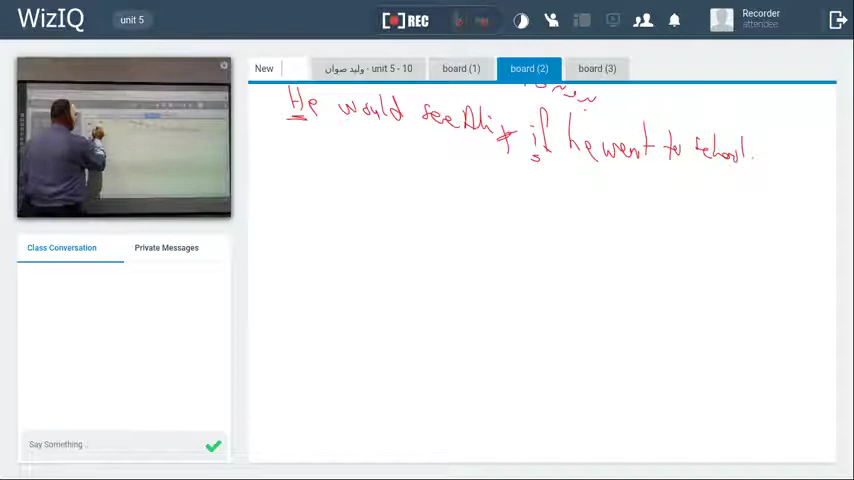 WizIQ
unit 5
REC
Recorder
attendee
New
وليد صوان - unit 5 - 10
board (1)
board (2)
board (3)
He would see Ali if he went to school.
Class Conversation
Private Messages
Say Something ..